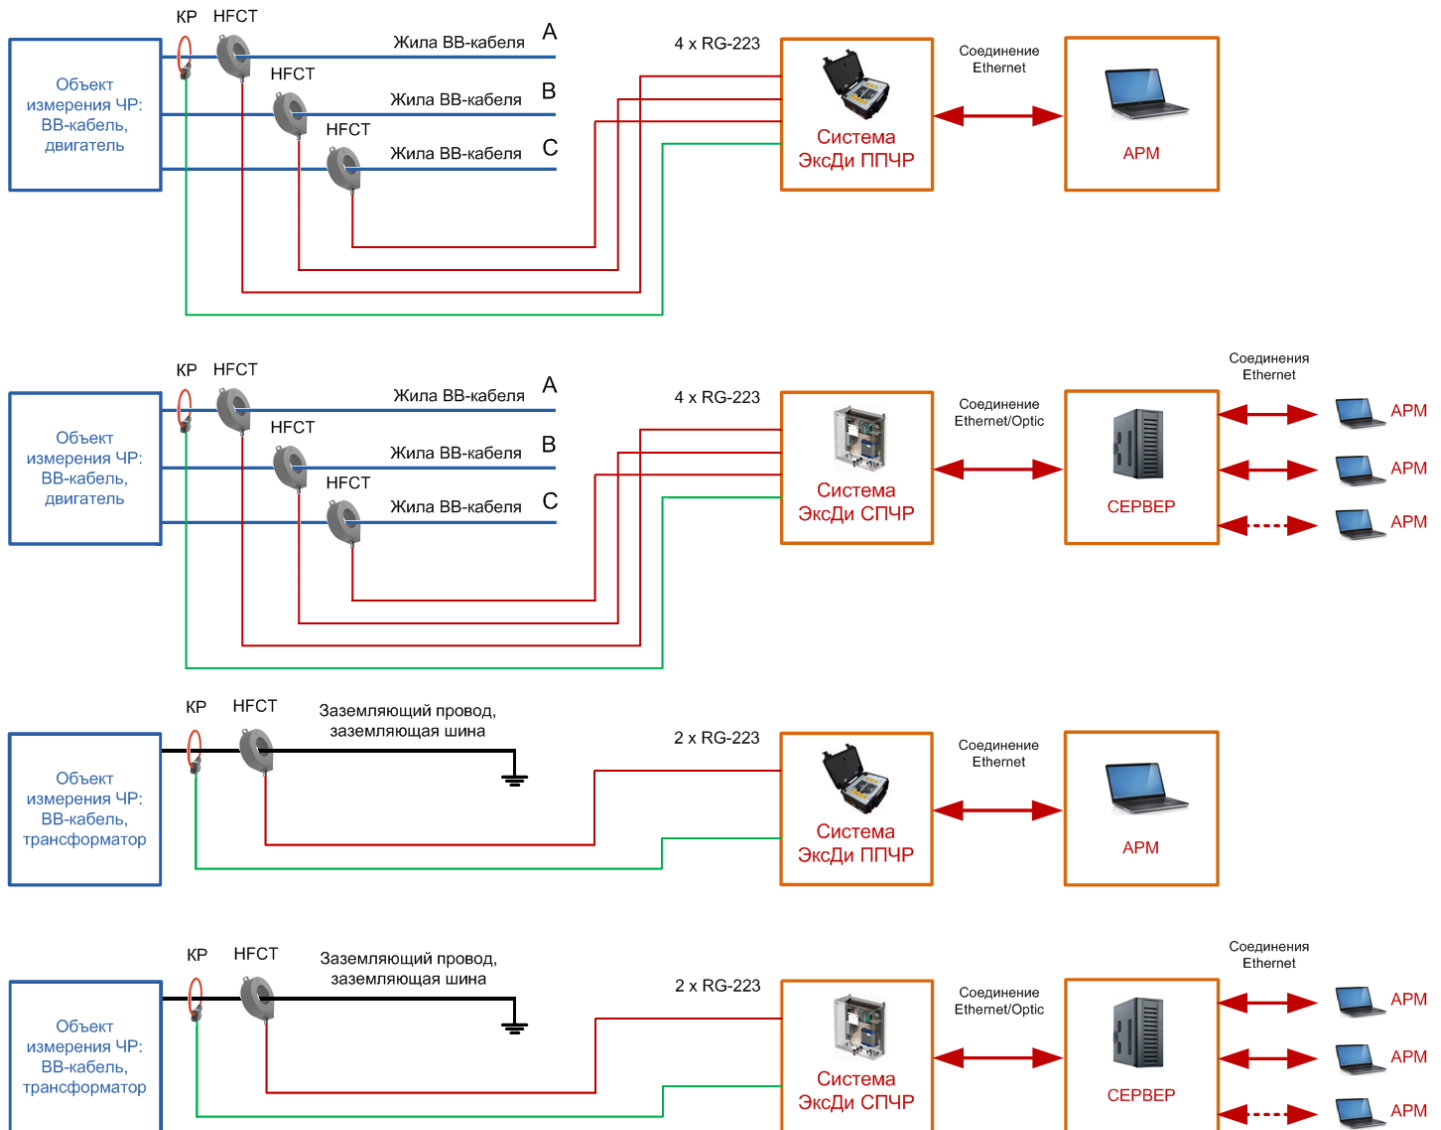 КР
HFCT
HFCT
HFCT
Жила ВВ-кабеля
A
Жила ВВ-кабеля
B
Жила ВВ-кабеля
C
Объект
измерения ЧР:
ВВ-кабель,
двигатель
4 x RG-223
Система
ЭксДи ППЧР
Соединение
Ethernet
АРМ
КР
HFCT
HFCT
HFCT
Жила ВВ-кабеля
A
Жила ВВ-кабеля
B
Жила ВВ-кабеля
C
Объект
измерения ЧР:
ВВ-кабель,
двигатель
4 x RG-223
Система
ЭксДи СПЧР
Соединение
Ethernet/Optic
СЕРВЕР
Соединения
Ethernet
АРМ
АРМ
АРМ
КР
HFCT
Заземляющий провод,
заземляющая шина
Объект
измерения ЧР:
ВВ-кабель,
трансформатор
2 x RG-223
Система
ЭксДи ППЧР
Соединение
Ethernet
АРМ
КР
HFCT
Заземляющий провод,
заземляющая шина
Объект
измерения ЧР:
ВВ-кабель,
трансформатор
2 x RG-223
Система
ЭксДи СПЧР
Соединение
Ethernet/Optic
СЕРВЕР
Соединения
Ethernet
АРМ
АРМ
АРМ